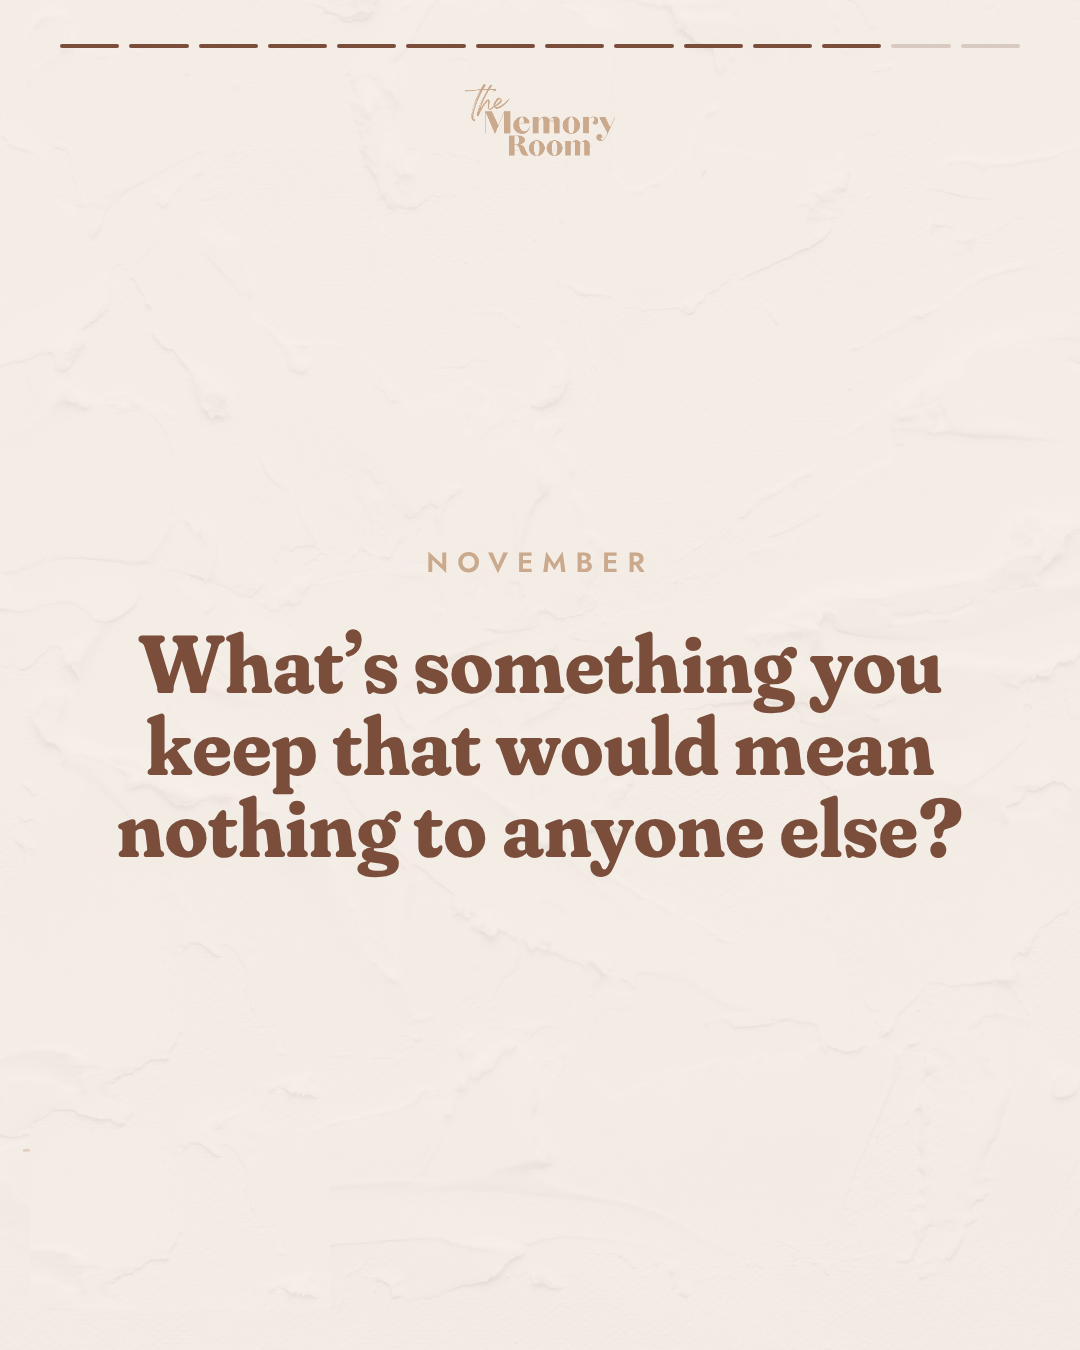 the
Memory
Room
NOVEMBER
What’s something you
keep that would mean
nothing to anyone else?